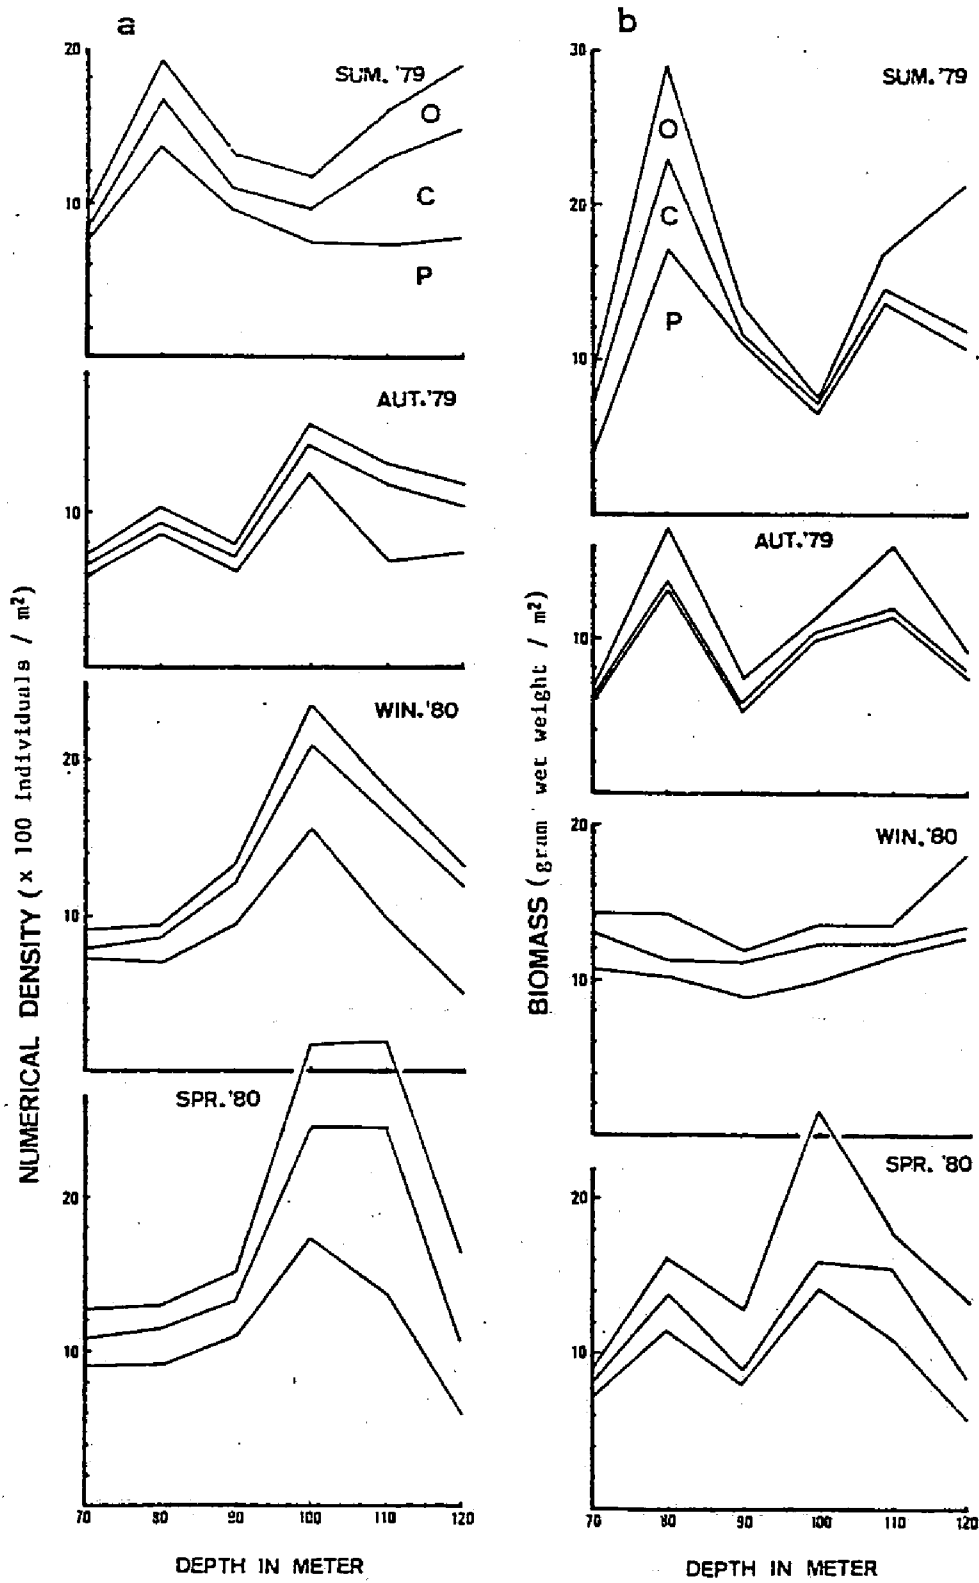 a
20
10
SUM. '79
O
C
P
AUT.'79
10
WIN.'80
20
10
SPR.'80
20
10
70 80 90 100 110 120
DEPTH IN METER
NUMERICAL DENSITY (x 100 Individuals / m²)
b
30
20
10
SUM. '79
O
C
P
AUT.'79
10
WIN.'80
20
10
SPR. '80
20
10
70 80 90 100 110 120
DEPTH IN METER
BIOMASS (gram wet weight / m²)